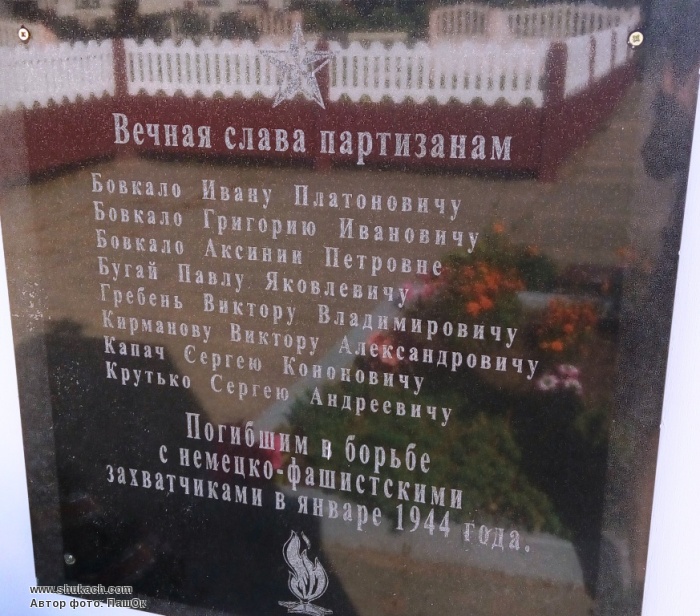 Вечная слава партизанам
Бовкало Ивану Платоновичу
Бовкало Григорию Ивановичу
Бовкало Аксинии Петровне
Бугай Павлу Яковлевичу
Гребень Виктору Владимировичу
Кирманову Виктору Александровичу
Капач Сергею Кононовичу
Крутько Сергею Андреевичу
Погибшим в борьбе
с немецко-фашистскими
захватчиками в январе 1944 года.
www.shukach.com
Автор фото: ПашОк